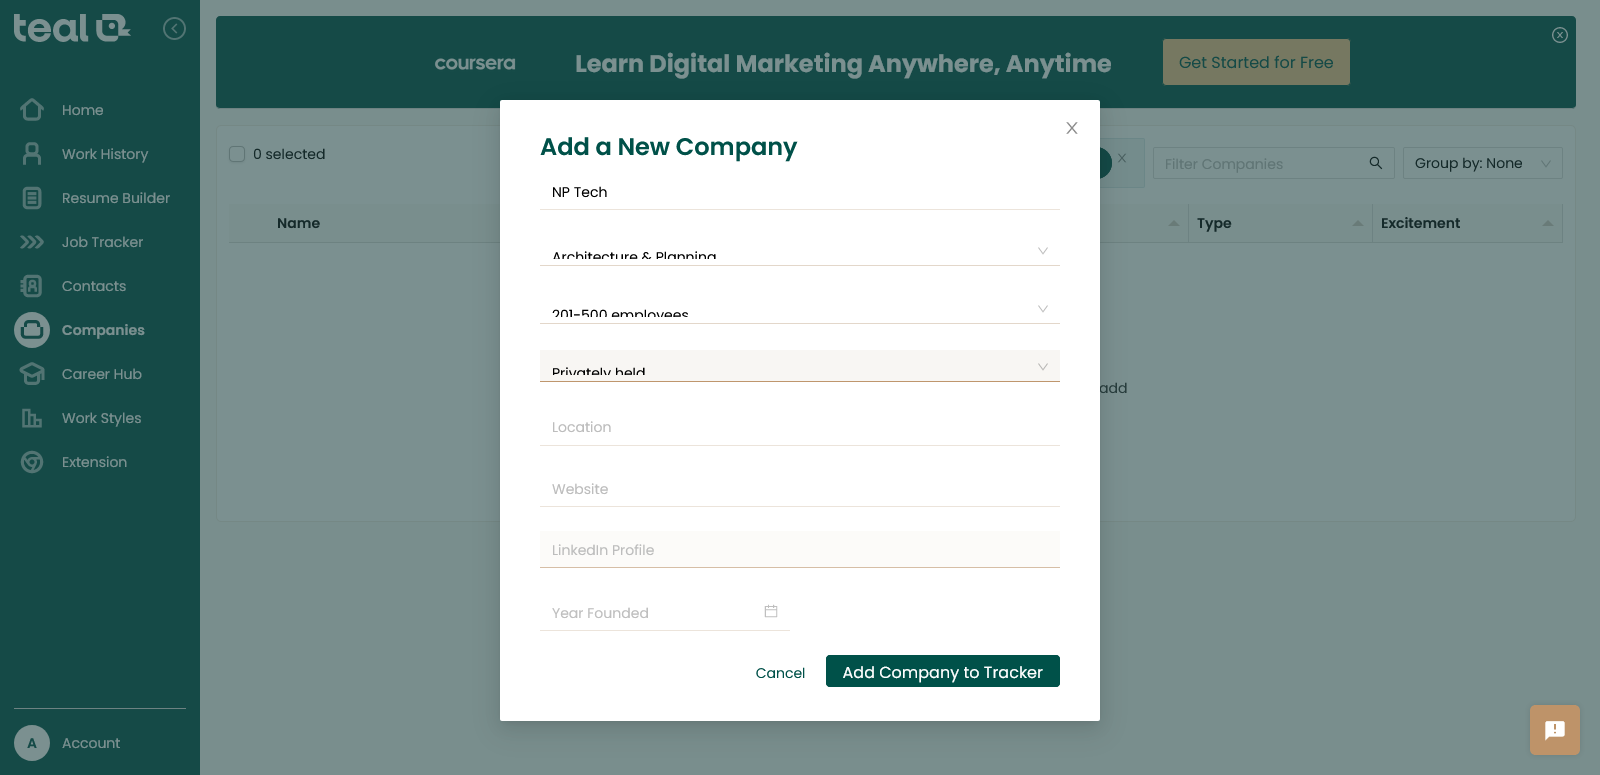 teal
Home
Work History
Resume Builder
Job Tracker
Contacts
Companies
Career Hub
Work Styles
Extension
A
Account
coursera
Learn Digital Marketing Anywhere, Anytime
Get Started for Free
0 selected
Filter Companies
Group by: None
Name
Type
Excitement
add
Add a New Company
NP Tech
Architecture & Planning
201-500 employees
Privately held
Location
Website
LinkedIn Profile
Year Founded
Cancel
Add Company to Tracker